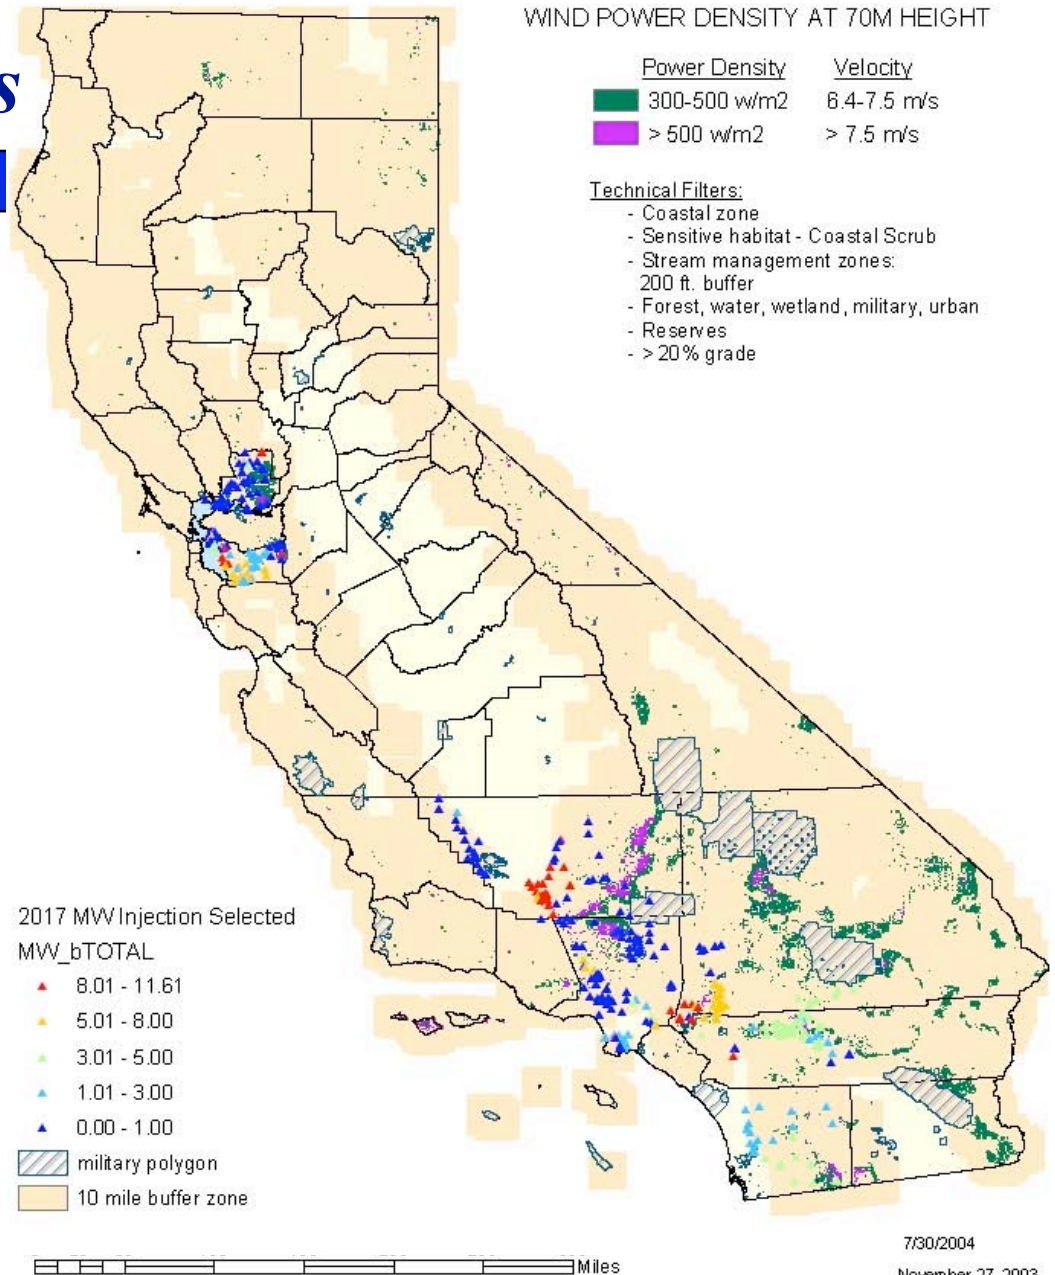 WIND POWER DENSITY AT 70M HEIGHT
s
Power Density Velocity
300-500 w/m2 6.4-7.5 m/s
> 500 w/m2 > 7.5 m/s
Technical Filters:
- Coastal zone
- Sensitive habitat - Coastal Scrub
- Stream management zones:
200 ft. buffer
- Forest, water, wetland, military, urban
- Reserves
- > 20% grade
2017 MW Injection Selected
MW_bTOTAL
8.01 - 11.61
5.01 - 8.00
3.01 - 5.00
1.01 - 3.00
0.00 - 1.00
military polygon
10 mile buffer zone
Miles
7/30/2004
November 27, 2003